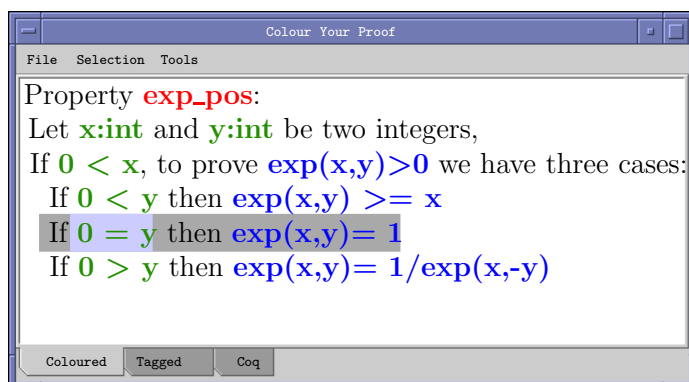 Colour Your Proof
File Selection Tools
Property exp_pos:
Let x:int and y:int be two integers,
If 0 < x, to prove exp(x,y)>0 we have three cases:
If 0 < y then exp(x,y) >= x
If 0 = y then exp(x,y)= 1
If 0 > y then exp(x,y)= 1/exp(x,-y)
Coloured Tagged Coq